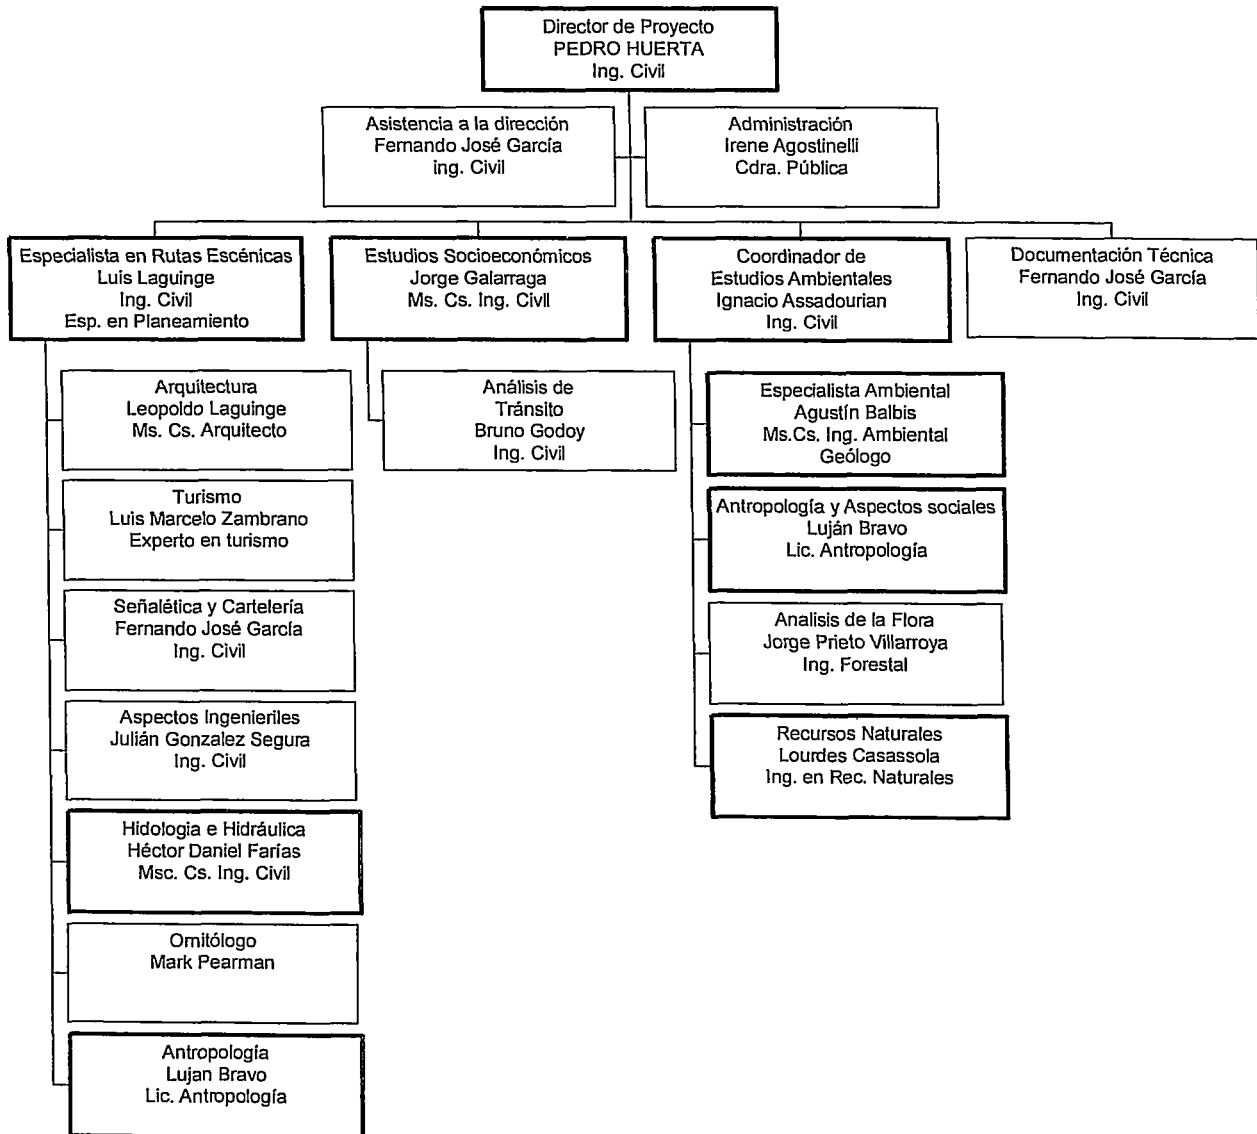 Director de Proyecto
PEDRO HUERTA
Ing. Civil
Asistencia a la dirección
Fernando José García
ing. Civil
Administración
Irene Agostinelli
Cdra. Pública
Especialista en Rutas Escénicas
Luis Laguinge
Ing. Civil
Esp. en Planeamiento
Estudios Socioeconómicos
Jorge Galarraga
Ms. Cs. Ing. Civil
Coordinador de
Estudios Ambientales
Ignacio Assadourian
Ing. Civil
Documentación Técnica
Fernando José García
Ing. Civil
Arquitectura
Leopoldo Laguinge
Ms. Cs. Arquitecto
Turismo
Luis Marcelo Zambrano
Experto en turismo
Señalética y Cartelería
Fernando José García
Ing. Civil
Aspectos Ingenieriles
Julián Gonzalez Segura
Ing. Civil
Hidologia e Hidráulica
Héctor Daniel Farías
Msc. Cs. Ing. Civil
Ornitólogo
Mark Pearman
Antropología
Lujan Bravo
Lic. Antropología
Análisis de
Tránsito
Bruno Godoy
Ing. Civil
Especialista Ambiental
Agustín Balbis
Ms.Cs. Ing. Ambiental
Geólogo
Antropología y Aspectos sociales
Luján Bravo
Lic. Antropología
Analisis de la Flora
Jorge Prieto Villarroya
Ing. Forestal
Recursos Naturales
Lourdes Casassola
Ing. en Rec. Naturales